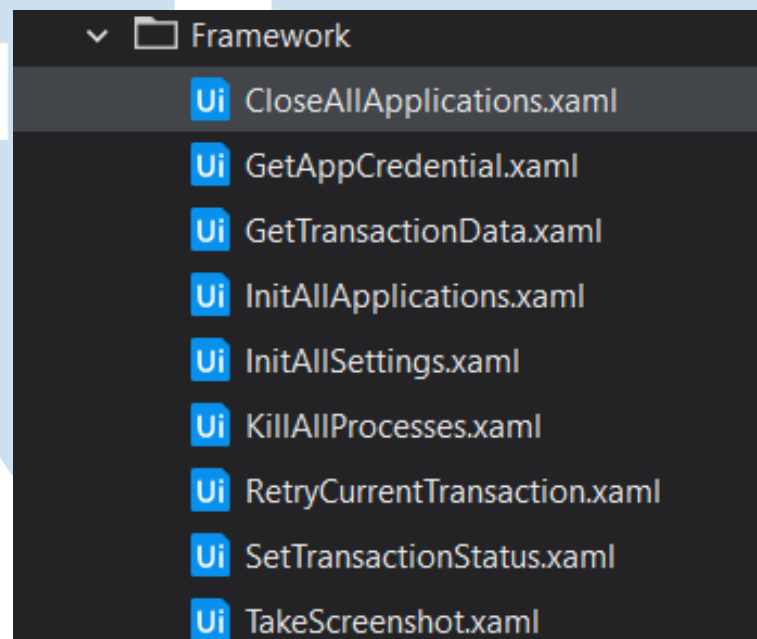 Framework
Ui CloseAllApplications.xaml
Ui GetAppCredential.xaml
Ui GetTransactionData.xaml
Ui InitAllApplications.xaml
Ui InitAllSettings.xaml
Ui KillAllProcesses.xaml
Ui RetryCurrentTransaction.xaml
Ui SetTransactionStatus.xaml
Ui TakeScreenshot.xaml